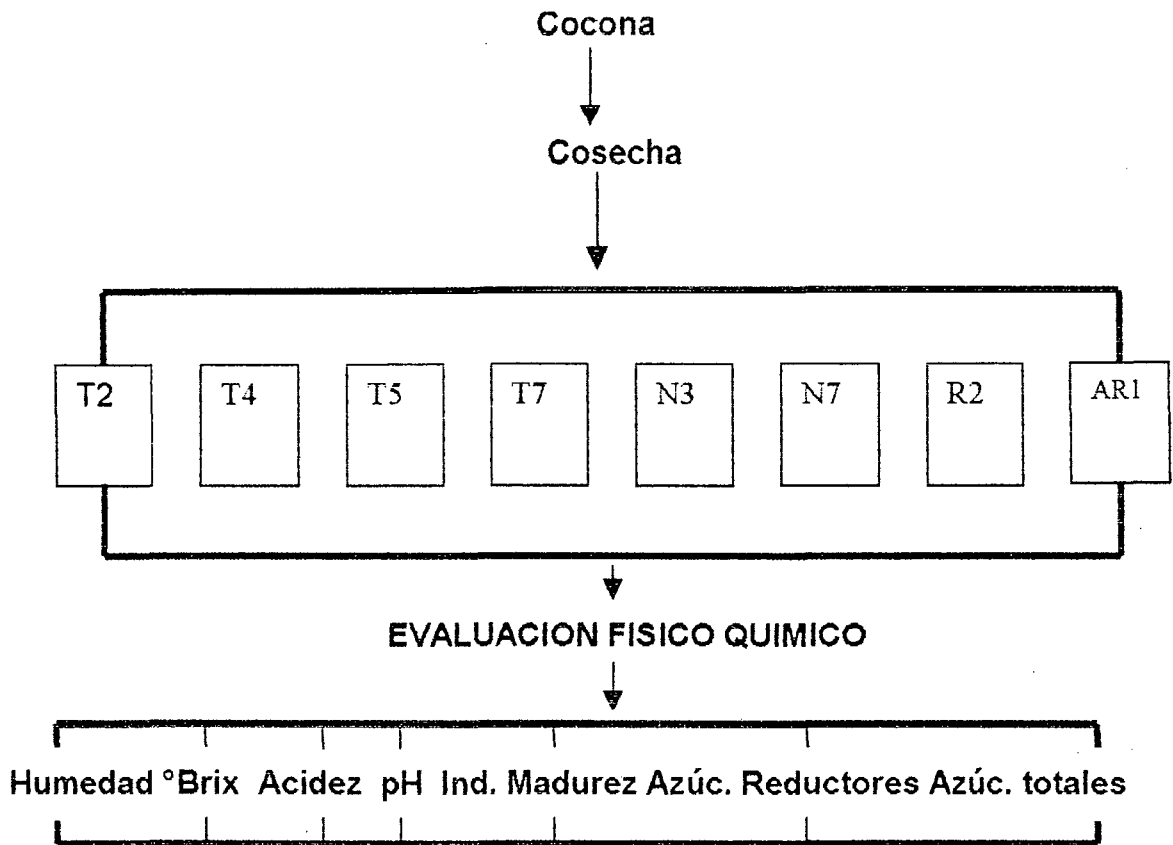 Cocona
Cosecha
T2 T4 T5 T7 N3 N7 R2 AR1
EVALUACION FISICO QUIMICO
Humedad °Brix Acidez pH Ind. Madurez Azúc. Reductores Azúc. totales